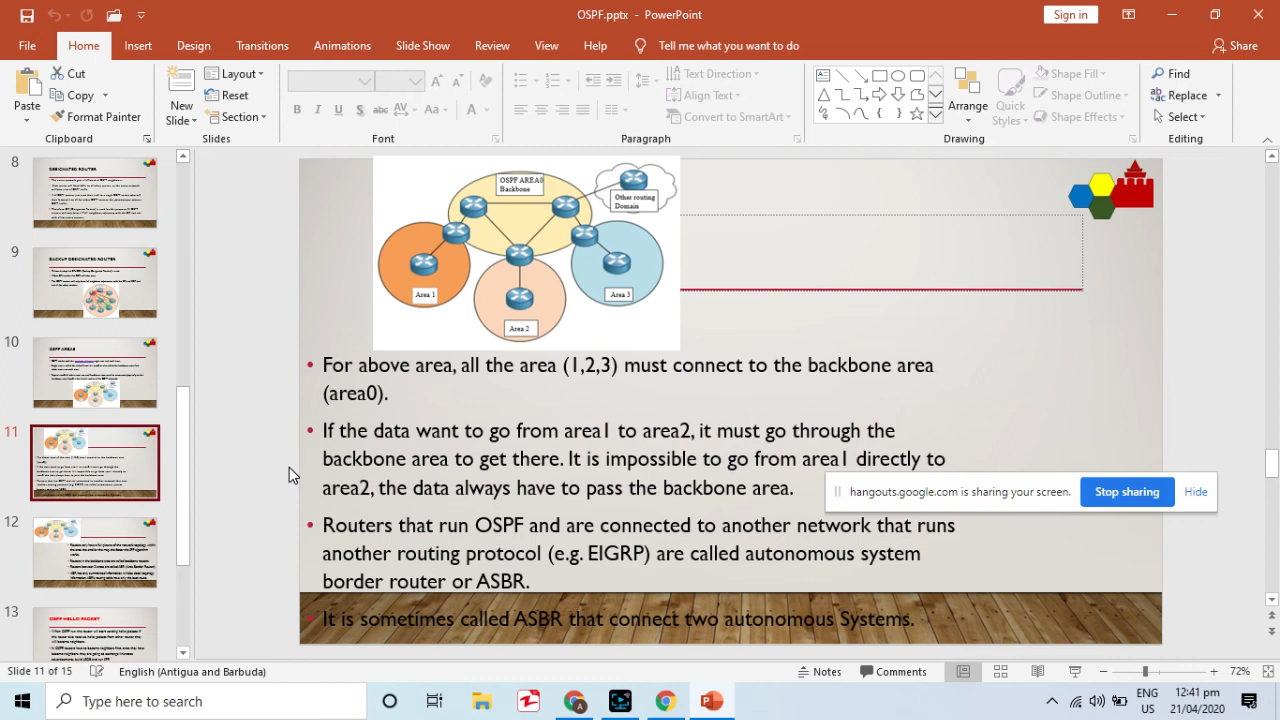 OSPF.pptx - PowerPoint
Sign in
File Home Insert Design Transitions Animations Slide Show Review View Help Tell me what you want to do Share
Cut
Copy
Format Painter
Paste
Clipboard
New
Slide
Layout
Reset
Section
Slides
Font
Text Direction
Align Text
Convert to SmartArt
Paragraph
Arrange
Quick
Styles
Shape Fill
Shape Outline
Shape Effects
Drawing
Find
Replace
Select
Editing
8
DESIGNATED ROUTER
9
BACKUP DESIGNATED ROUTER
10
OSPF AREAS
11
12
13
OSPF HELLO PACKET
OSPF AREA0
Backbone
Other routing
Domain
Area 1
Area 2
Area 3
• For above area, all the area (1,2,3) must connect to the backbone area
(area0).
• If the data want to go from area1 to area2, it must go through the
backbone area to get there. It is impossible to go from area1 directly to
area2, the data always have to pass the backbone area.
• Routers that run OSPF and are connected to another network that runs
another routing protocol (e.g. EIGRP) are called autonomous system
border router or ASBR.
• It is sometimes called ASBR that connect two autonomous Systems.
hangouts.google.com is sharing your screen.
Stop sharing
Hide
Slide 11 of 15
English (Antigua and Barbuda)
Notes
Comments
72%
Type here to search
ENG
US
12:41 pm
21/04/2020